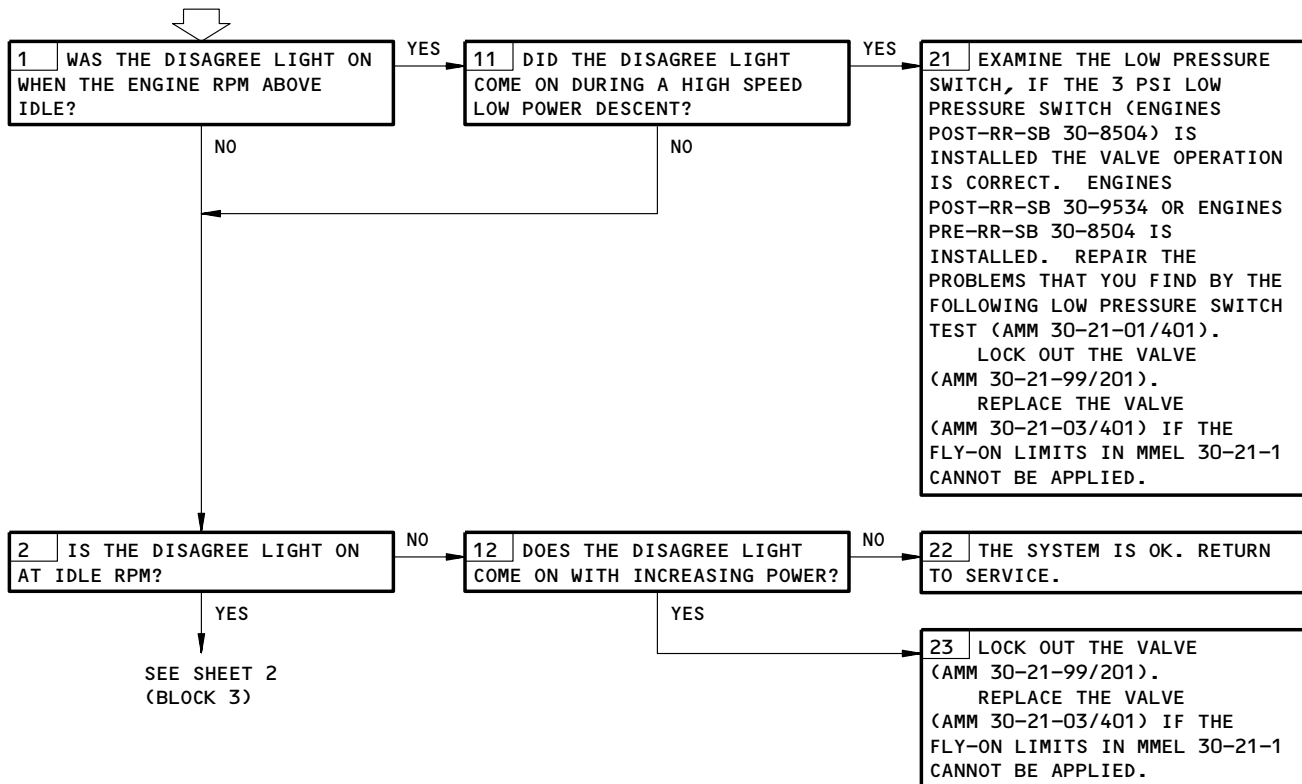 1 WAS THE DISAGREE LIGHT ON
WHEN THE ENGINE RPM ABOVE
IDLE?
YES
NO
11 DID THE DISAGREE LIGHT
COME ON DURING A HIGH SPEED
LOW POWER DESCENT?
YES
NO
21 EXAMINE THE LOW PRESSURE
SWITCH, IF THE 3 PSI LOW
PRESSURE SWITCH (ENGINES
POST-RR-SB 30-8504) IS
INSTALLED THE VALVE OPERATION
IS CORRECT. ENGINES
POST-RR-SB 30-9534 OR ENGINES
PRE-RR-SB 30-8504 IS
INSTALLED. REPAIR THE
PROBLEMS THAT YOU FIND BY THE
FOLLOWING LOW PRESSURE SWITCH
TEST (AMM 30-21-01/401).
LOCK OUT THE VALVE
(AMM 30-21-99/201).
REPLACE THE VALVE
(AMM 30-21-03/401) IF THE
FLY-ON LIMITS IN MMEL 30-21-1
CANNOT BE APPLIED.
2 IS THE DISAGREE LIGHT ON
AT IDLE RPM?
NO
YES
SEE SHEET 2
(BLOCK 3)
12 DOES THE DISAGREE LIGHT
COME ON WITH INCREASING POWER?
NO
YES
22 THE SYSTEM IS OK. RETURN
TO SERVICE.
23 LOCK OUT THE VALVE
(AMM 30-21-99/201).
REPLACE THE VALVE
(AMM 30-21-03/401) IF THE
FLY-ON LIMITS IN MMEL 30-21-1
CANNOT BE APPLIED.